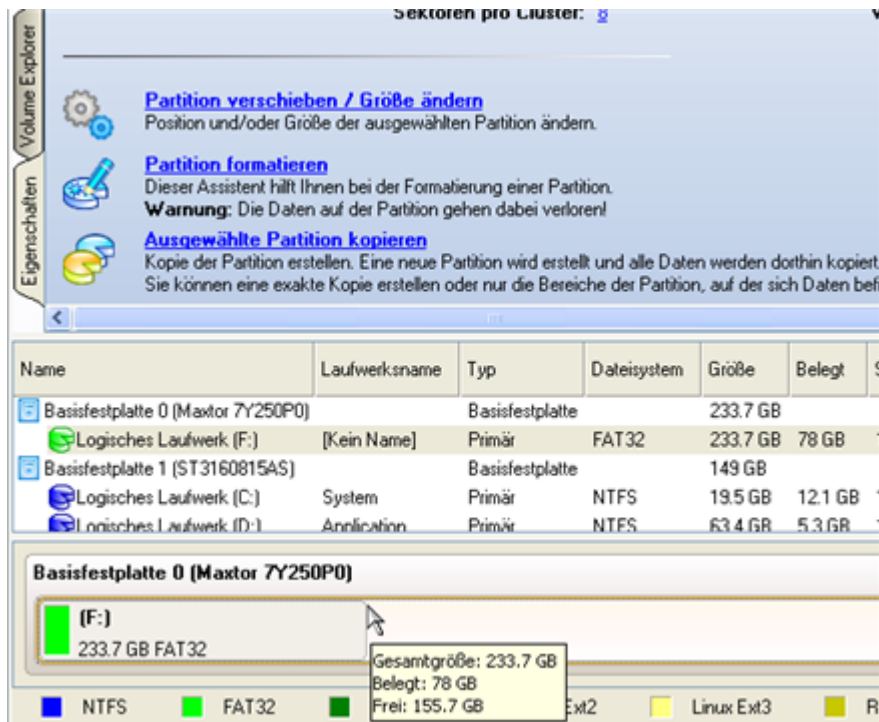 Sektoren pro Cluster: 8
Volume Explorer
Eigenschaften
Partition verschieben / Größe ändern
Position und/oder Größe der ausgewählten Partition ändern.
Partition formatieren
Dieser Assistent hilft Ihnen bei der Formatierung einer Partition.
Warnung: Die Daten auf der Partition gehen dabei verloren!
Ausgewählte Partition kopieren
Kopie der Partition erstellen. Eine neue Partition wird erstellt und alle Daten werden dorthin kopiert
Sie können eine exakte Kopie erstellen oder nur die Bereiche der Partition, auf der sich Daten bef
Name Laufwerksname Typ Dateisystem Größe Belegt
Basisfestplatte 0 (Maxtor 7Y250P0) Basisfestplatte 233.7 GB
Logisches Laufwerk (F:) [Kein Name] Primär FAT32 233.7 GB 78 GB
Basisfestplatte 1 (ST3160815AS) Basisfestplatte 149 GB
Logisches Laufwerk (C:) System Primär NTFS 19.5 GB 12.1 GB
Logisches Laufwerk (D:) Application Primär NTFS 63.4 GB 5.3 GB
Basisfestplatte 0 (Maxtor 7Y250P0)
(F:)
233.7 GB FAT32
Gesamtgröße: 233.7 GB
Belegt: 78 GB
Frei: 155.7 GB
NTFS FAT32 Ext2 Linux Ext3 R